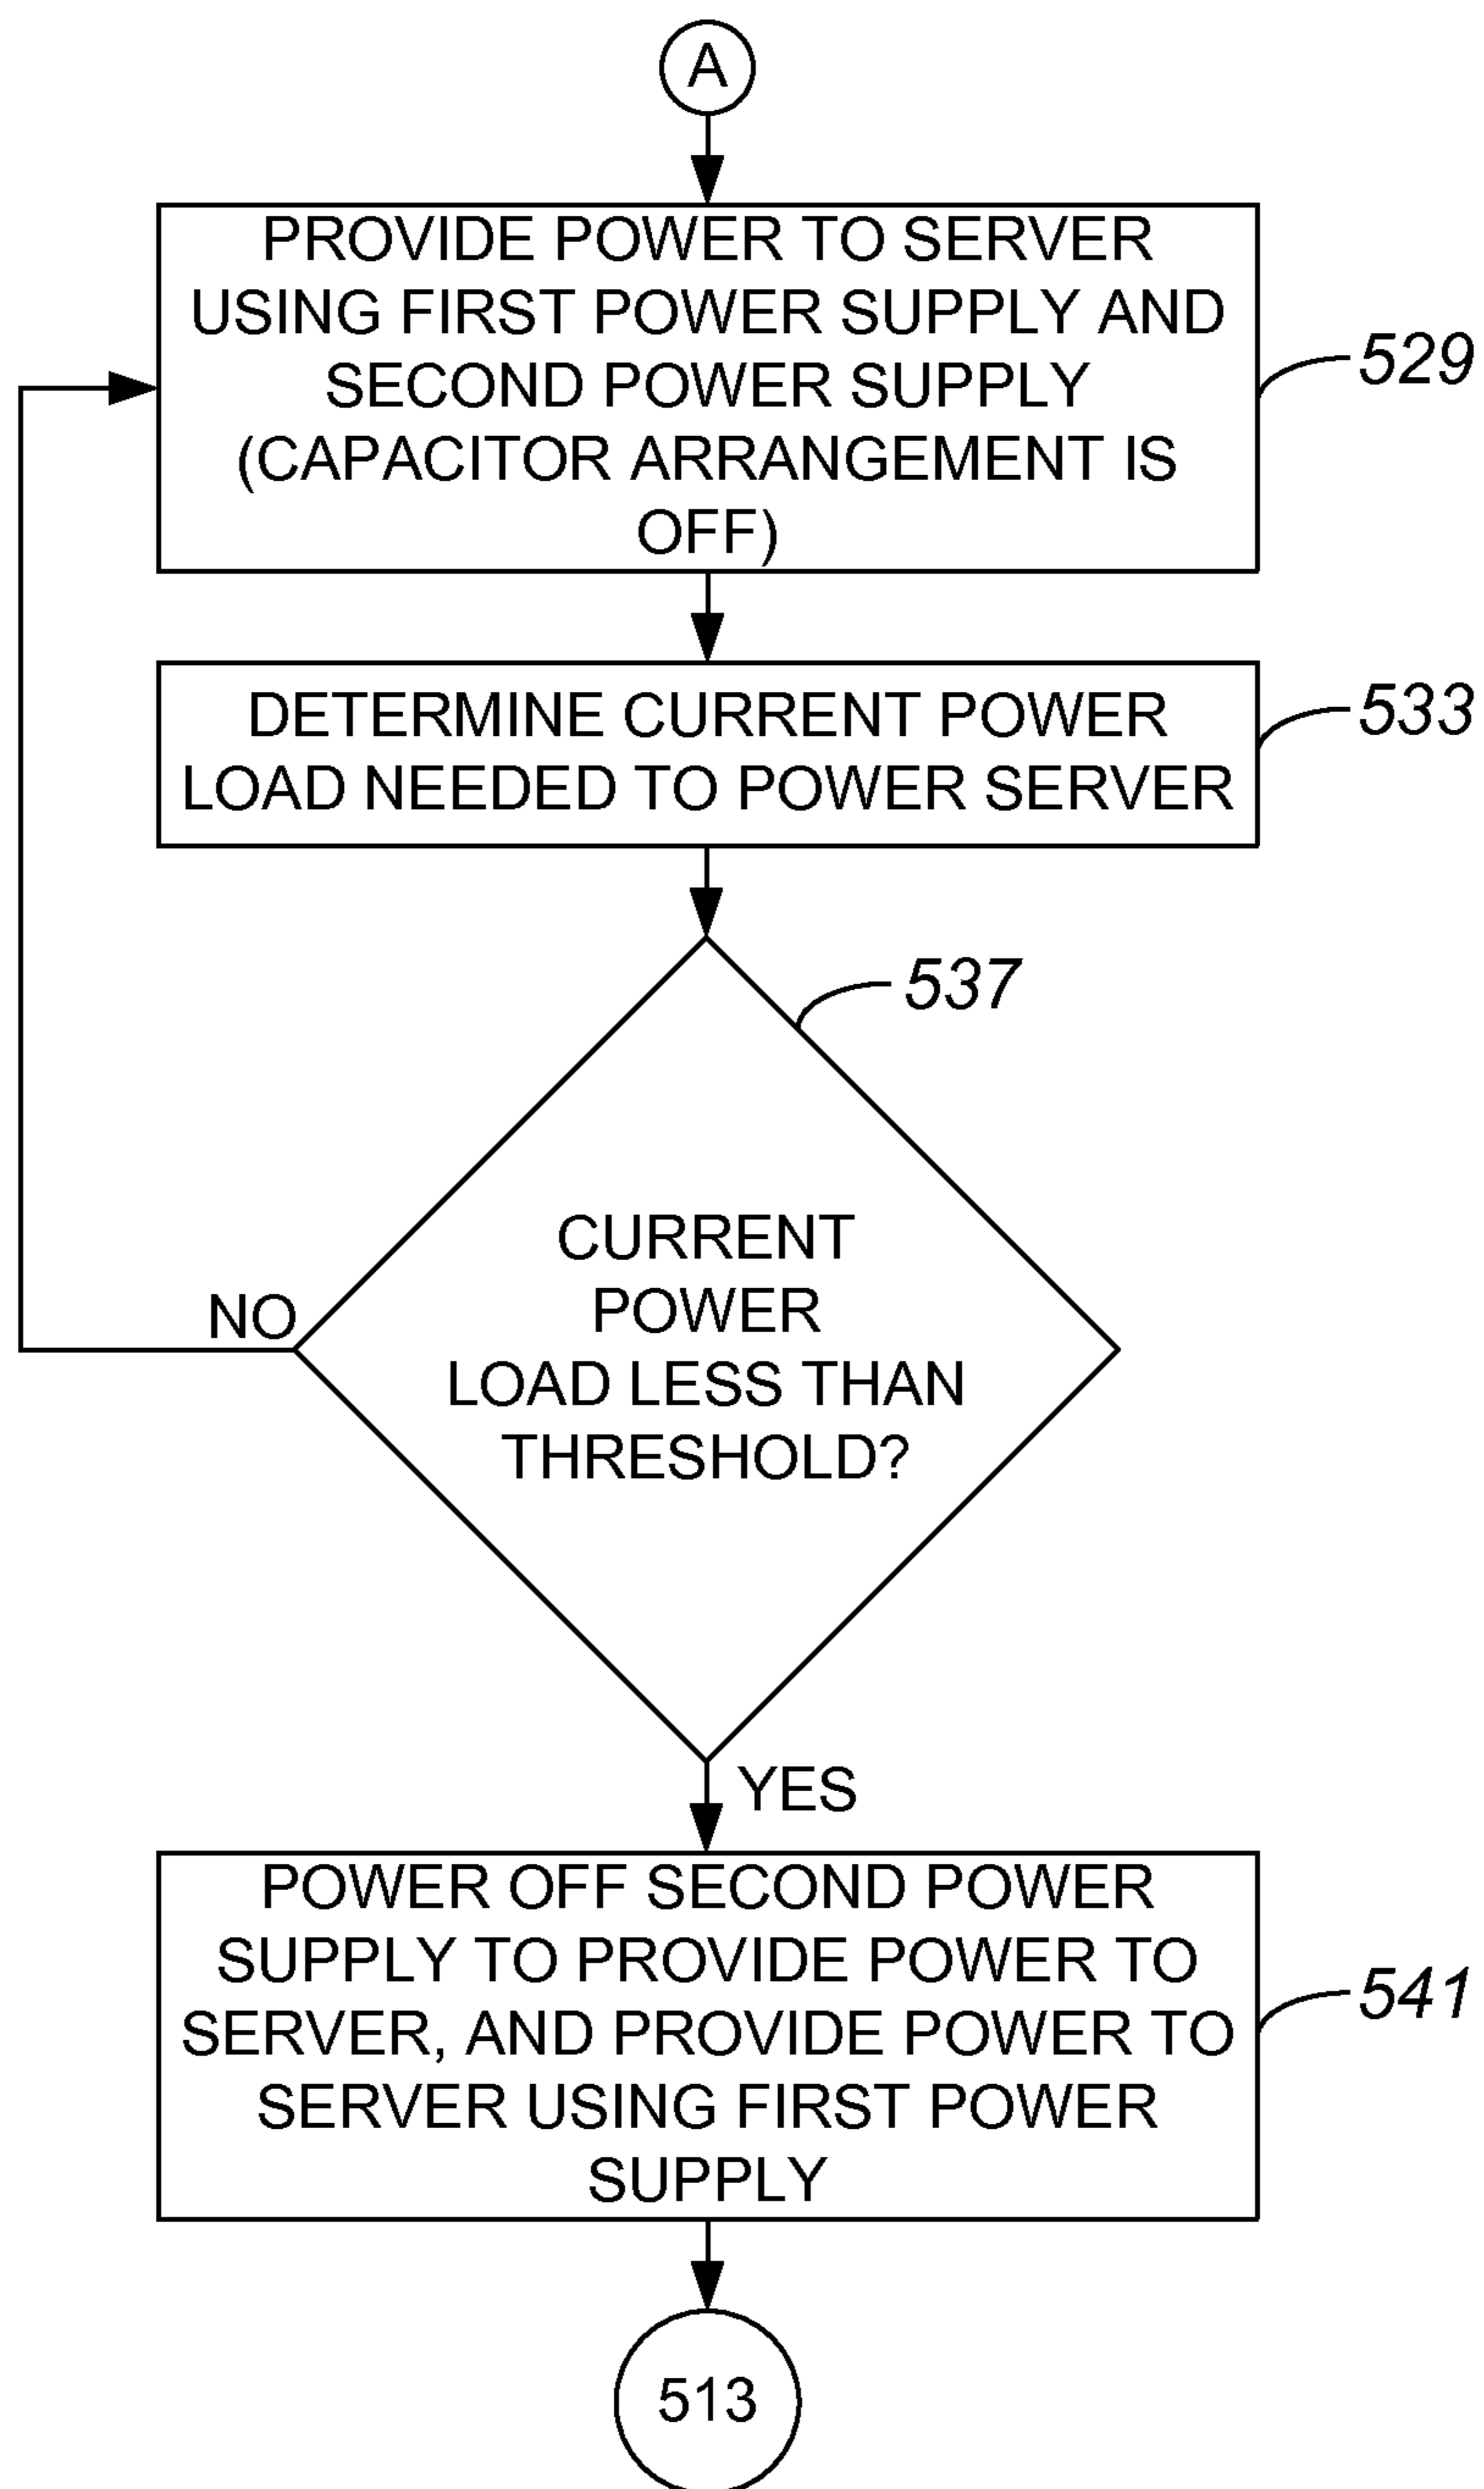 A
PROVIDE POWER TO SERVER
USING FIRST POWER SUPPLY AND
SECOND POWER SUPPLY
(CAPACITOR ARRANGEMENT IS
OFF)
529
DETERMINE CURRENT POWER
LOAD NEEDED TO POWER SERVER
533
537
CURRENT
POWER
LOAD LESS THAN
THRESHOLD?
NO
YES
POWER OFF SECOND POWER
SUPPLY TO PROVIDE POWER TO
SERVER, AND PROVIDE POWER TO
SERVER USING FIRST POWER
SUPPLY
541
513